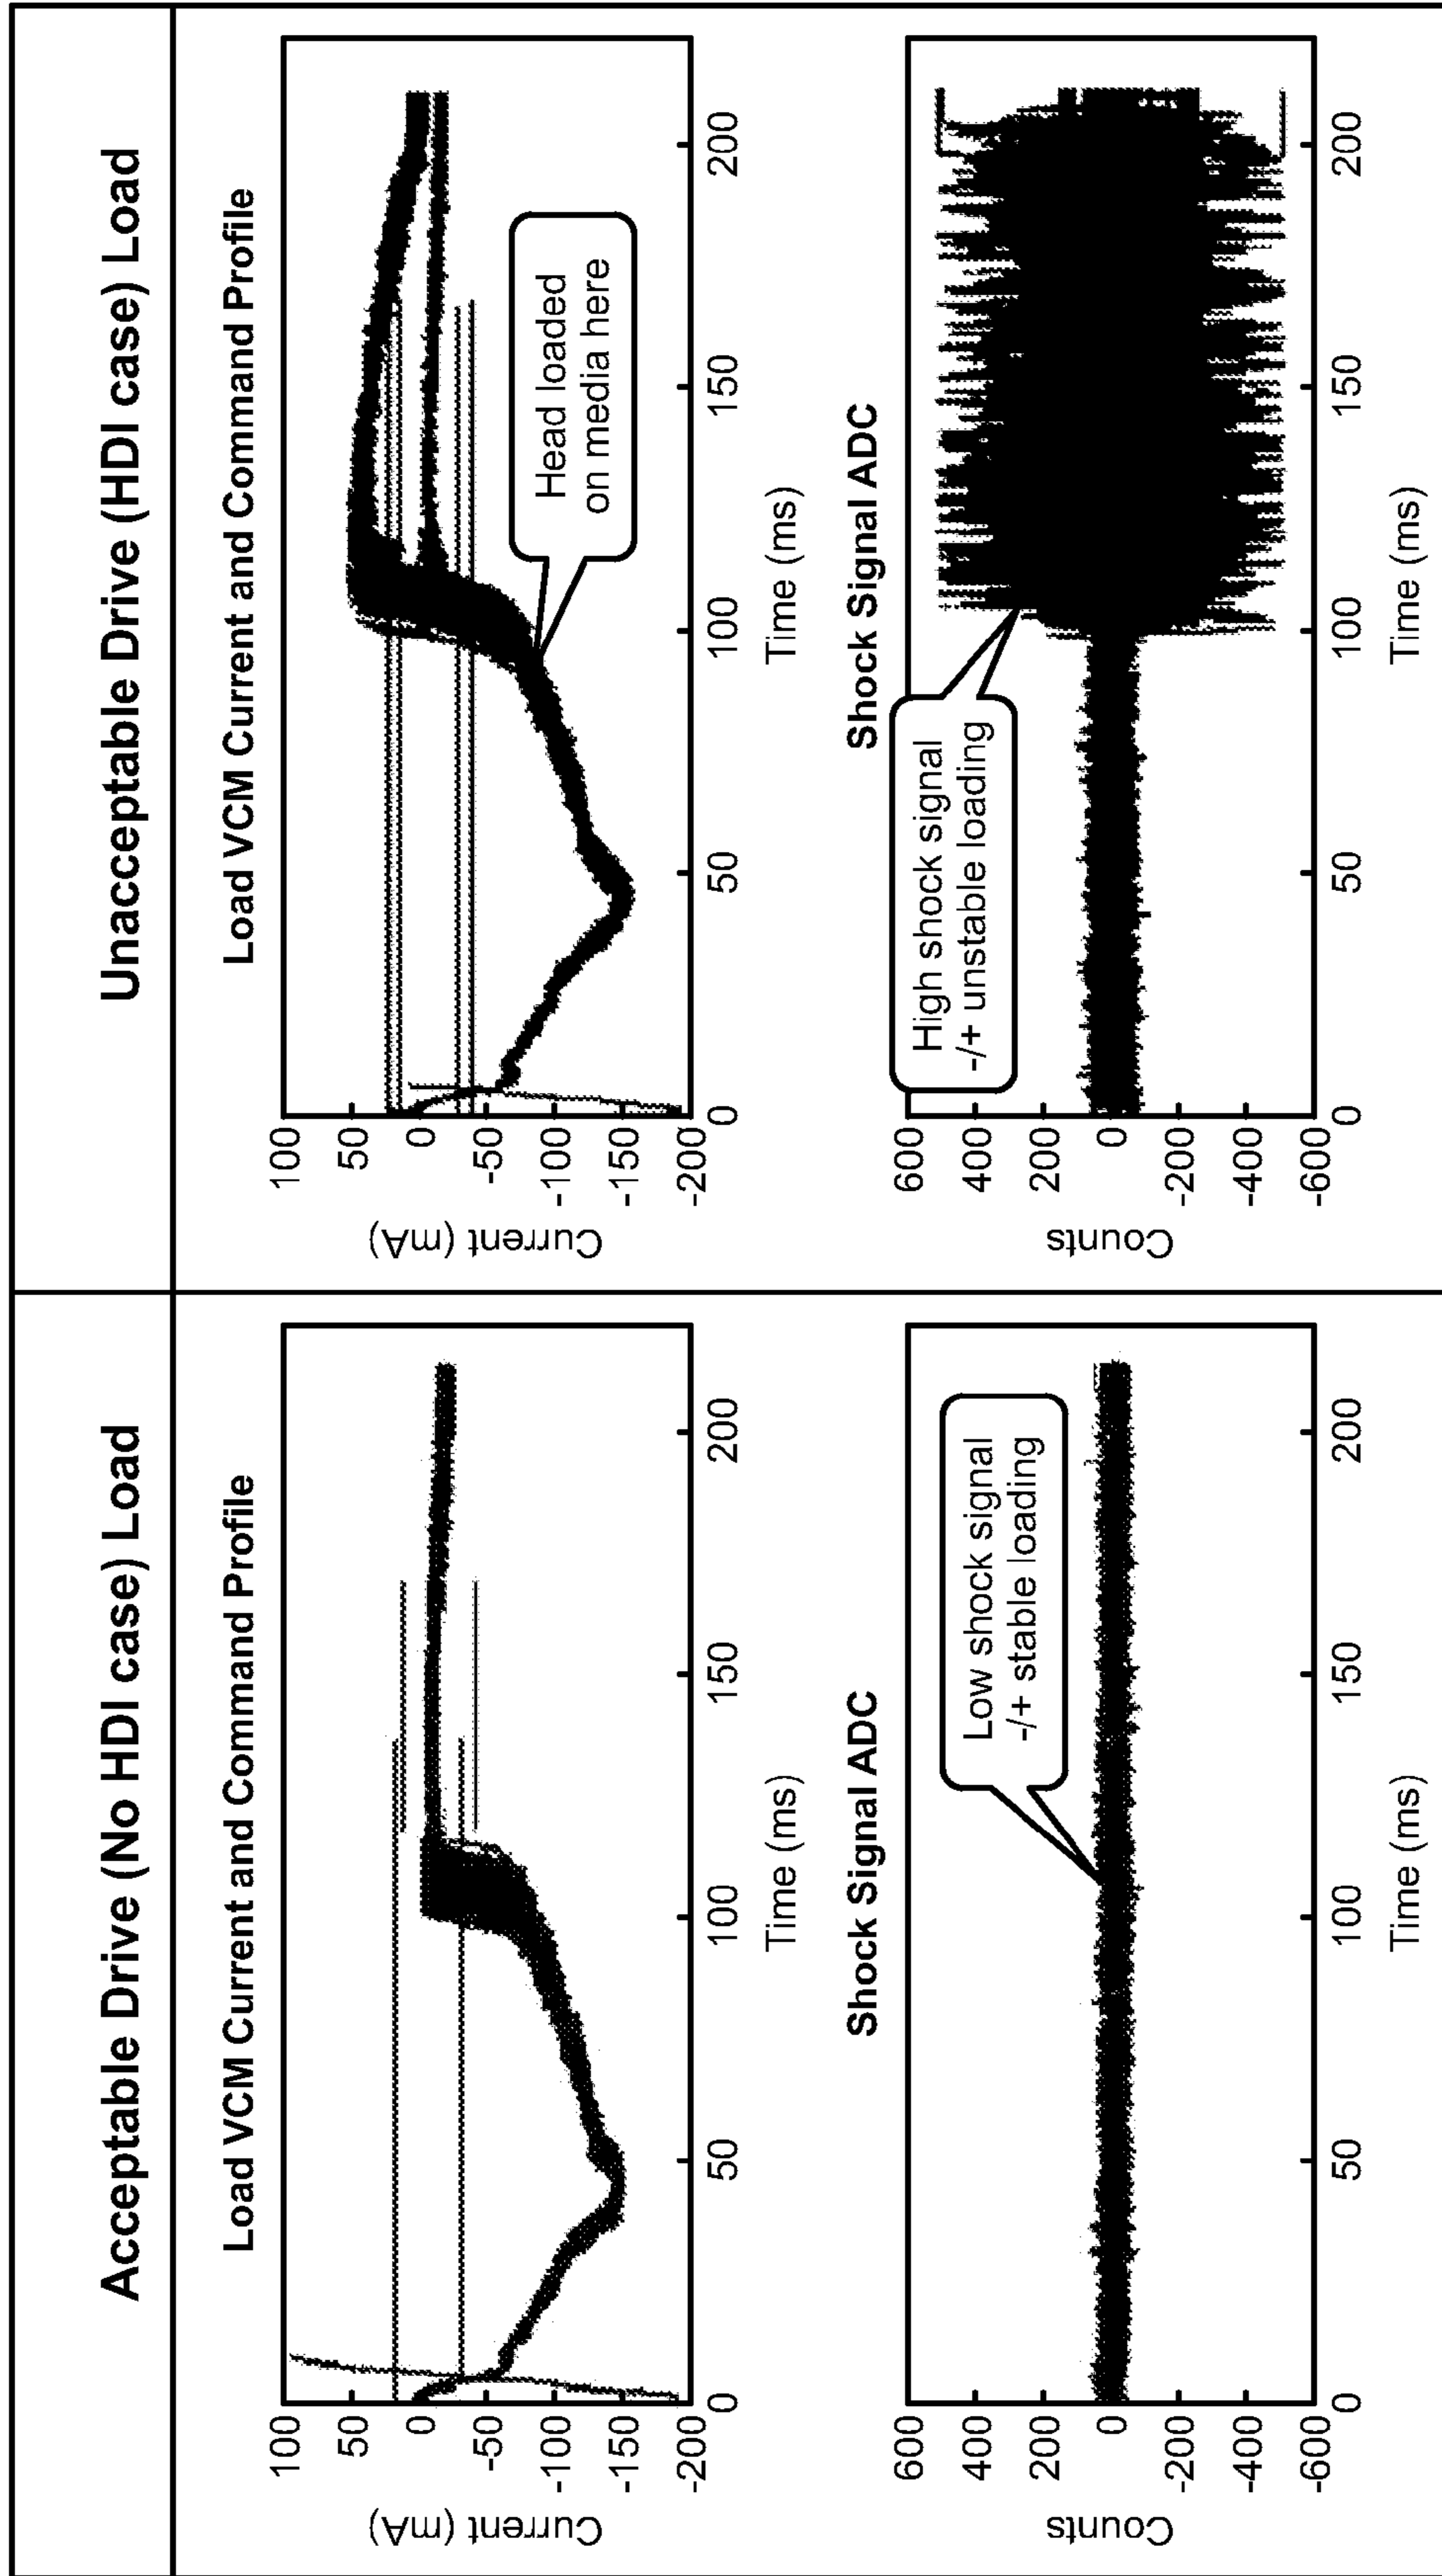 Acceptable Drive (No HDI case) Load
Load VCM Current and Command Profile
Current (mA)
100
50
0
-50
-100
-150
-200
0
50
100
150
200
Time (ms)
Shock Signal ADC
Counts
600
400
200
0
-200
-400
-600
Low shock signal
-/+ stable loading
0
50
100
150
200
Time (ms)
Unacceptable Drive (HDI case) Load
Load VCM Current and Command Profile
Current (mA)
100
50
0
-50
-100
-150
-200
Head loaded
on media here
0
50
100
150
200
Time (ms)
Shock Signal ADC
Counts
600
400
200
0
-200
-400
-600
High shock signal
-/+ unstable loading
0
50
100
150
200
Time (ms)